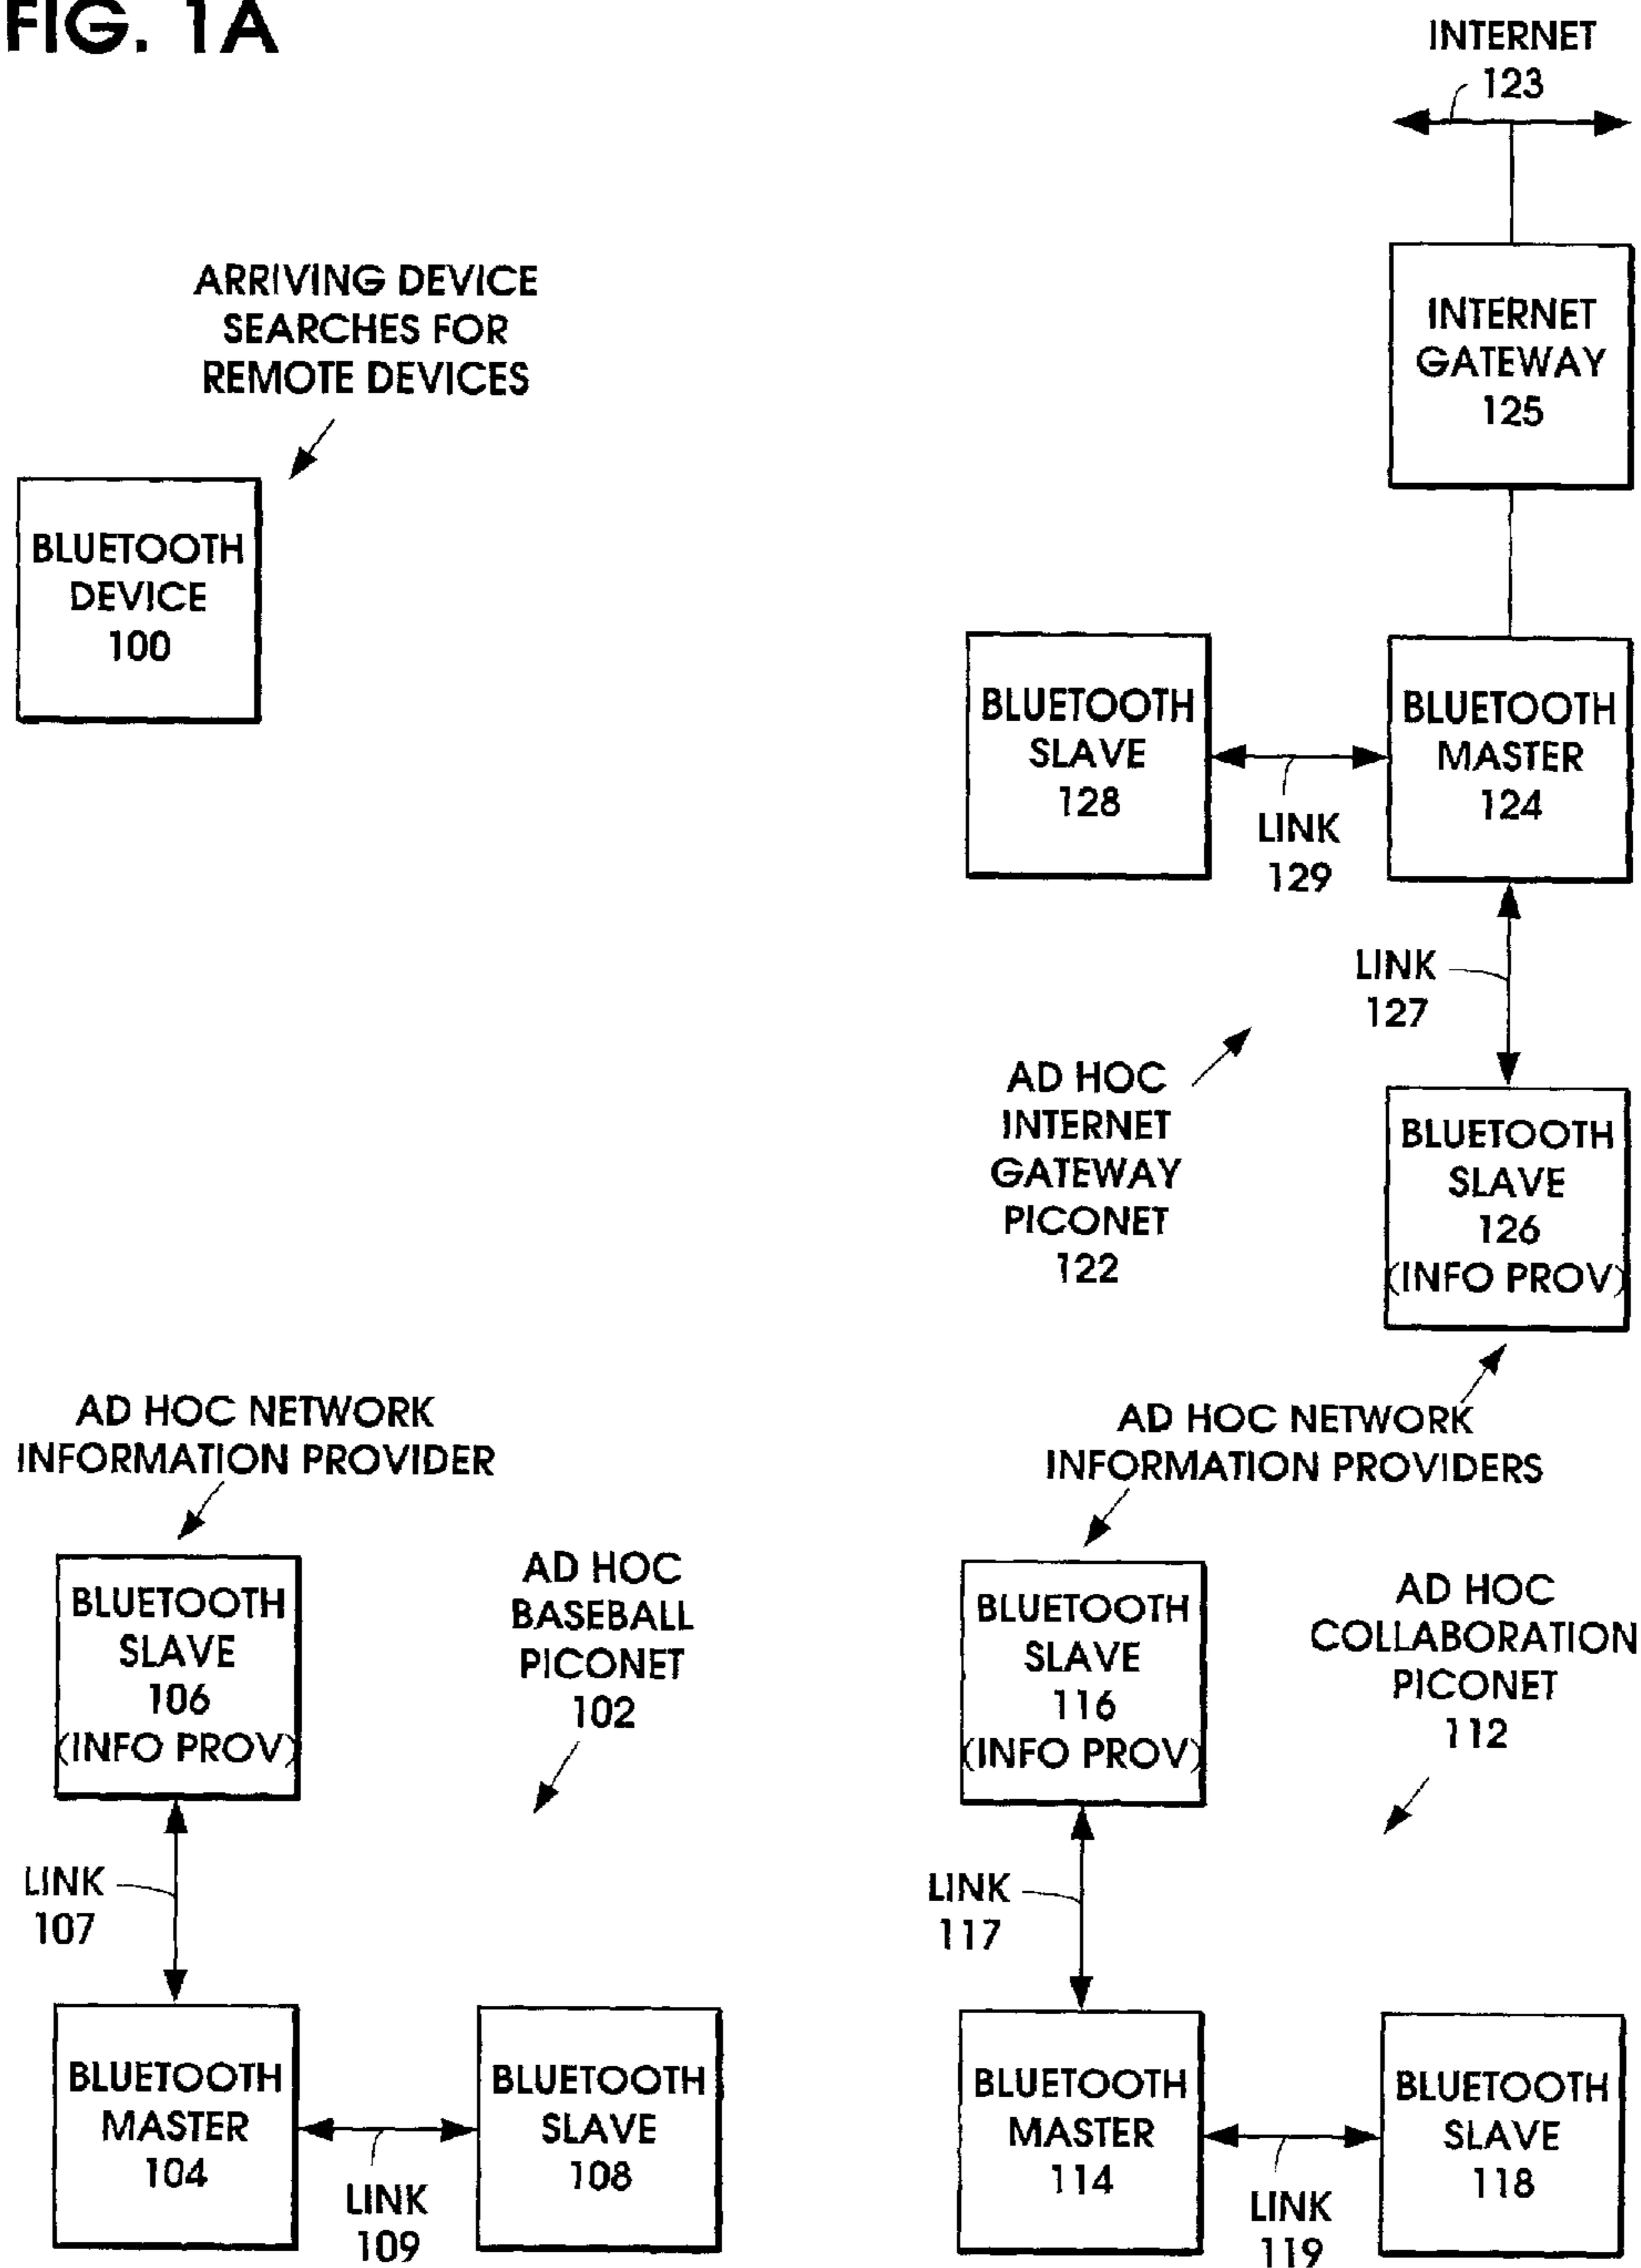 FIG. 1A
INTERNET
123
INTERNET
GATEWAY
125
ARRIVING DEVICE
SEARCHES FOR
REMOTE DEVICES
BLUETOOTH
DEVICE
100
BLUETOOTH
SLAVE
128
LINK
129
BLUETOOTH
MASTER
124
LINK
127
AD HOC
INTERNET
GATEWAY
PICONET
122
BLUETOOTH
SLAVE
126
(INFO PROV)
AD HOC NETWORK
INFORMATION PROVIDER
AD HOC NETWORK
INFORMATION PROVIDERS
BLUETOOTH
SLAVE
106
(INFO PROV)
AD HOC
BASEBALL
PICONET
102
BLUETOOTH
SLAVE
116
(INFO PROV)
AD HOC
COLLABORATION
PICONET
112
LINK
107
LINK
117
BLUETOOTH
MASTER
104
LINK
109
BLUETOOTH
SLAVE
108
BLUETOOTH
MASTER
114
LINK
119
BLUETOOTH
SLAVE
118